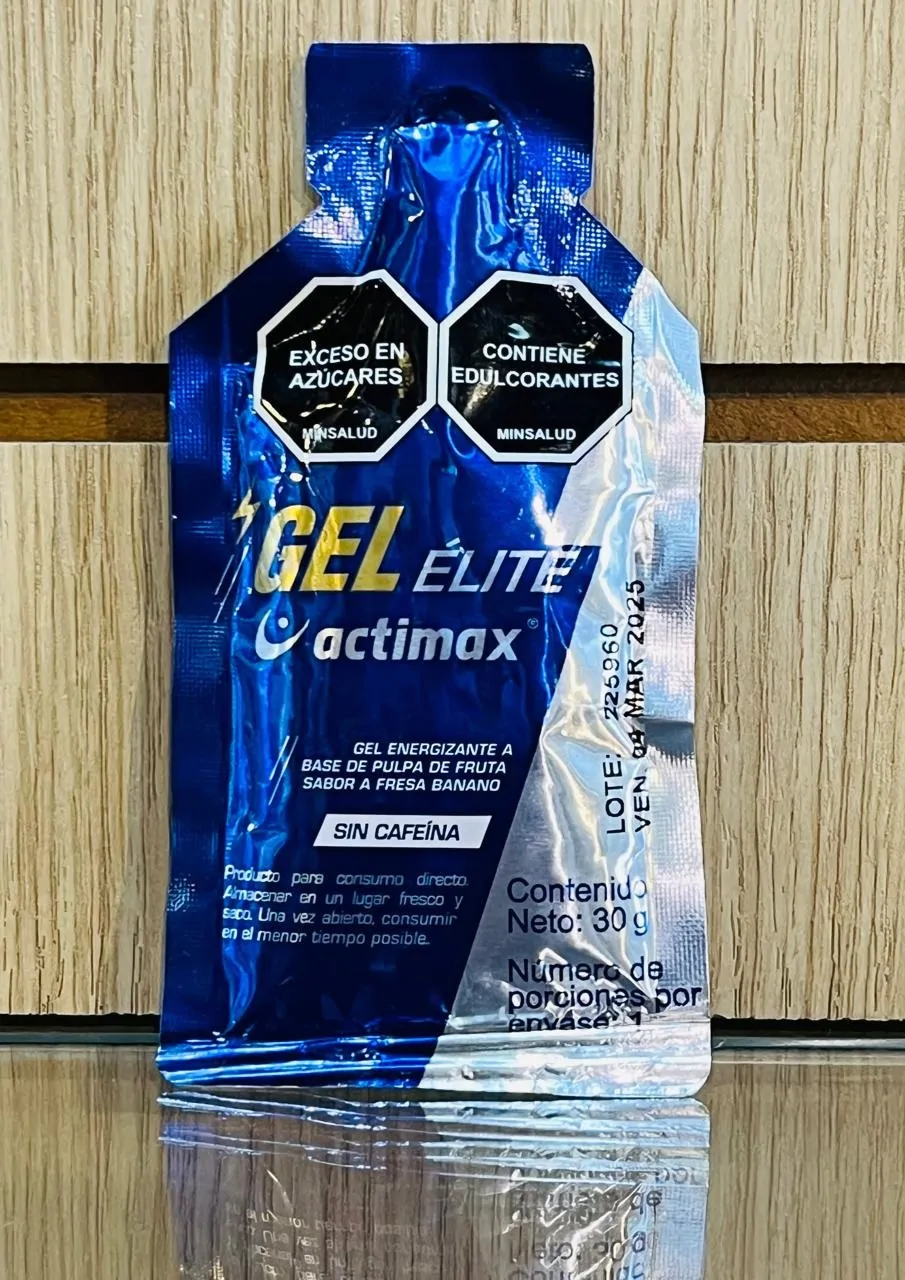 EXCESO EN
AZÚCARES
MINSALUD
CONTIENE
EDULCORANTES
MINSALUD
GEL ÉLITE
actimax
GEL ENERGIZANTE A
BASE DE PULPA DE FRUTA
SABOR A FRESA BANANO
SIN CAFEÍNA
Producto para consumo directo.
Almacenar en un lugar fresco y
seco. Una vez abierto, consumir
en el menor tiempo posible.
LOTE: 225960
VEN. 04 MAR 2025
Contenido
Neto: 30 g
Número de
porciones por
envase: 1